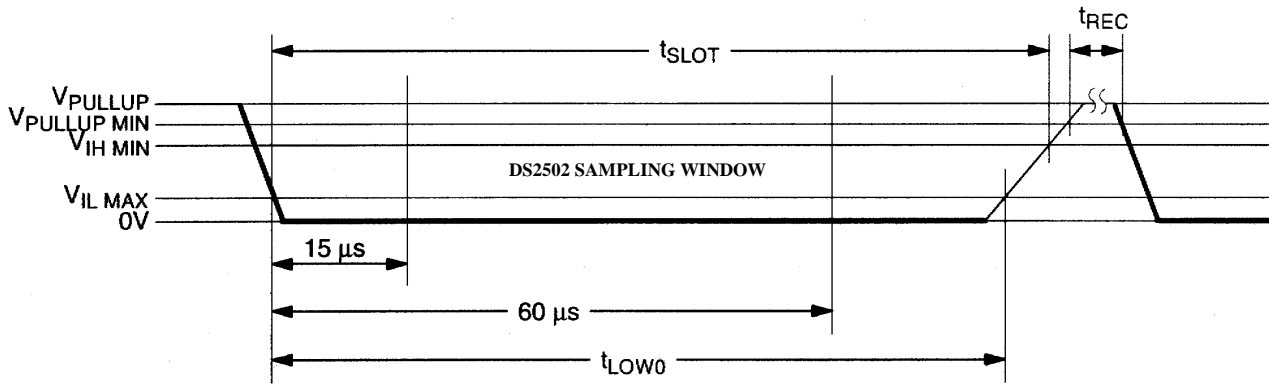 tREC
tSLOT
VPULLUP
VPULLUP MIN
VIH MIN
DS2502 SAMPLING WINDOW
VIL MAX
0V
15 μs
60 μs
tLOW0